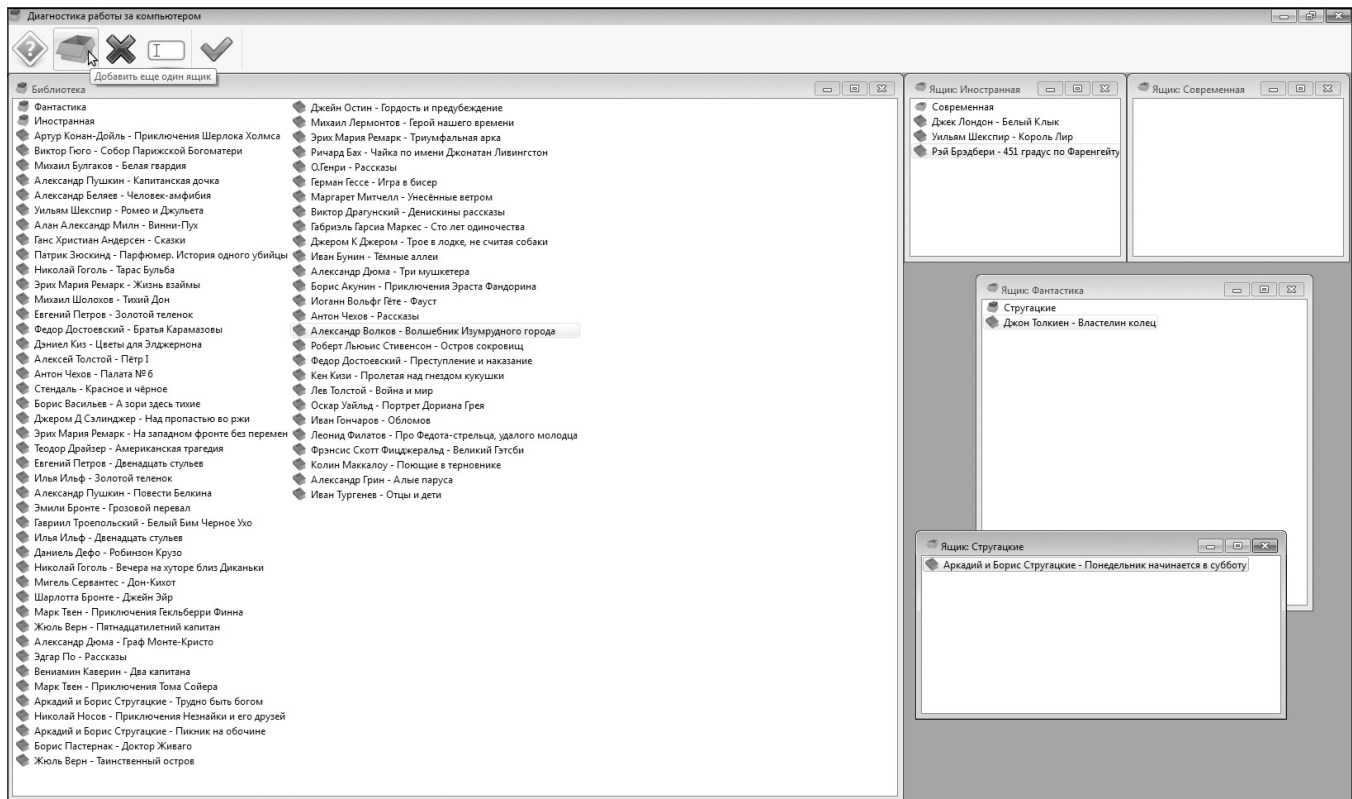 Диагностика работы за компьютером
Добавить еще один ящик
Библиотека
Фантастика
Иностранная
Артур Конан-Дойль - Приключения Шерлока Холмса
Виктор Гюго - Собор Парижской Богоматери
Михаил Булгаков - Белая гвардия
Александр Пушкин - Капитанская дочка
Александр Беляев - Человек-амфибия
Уильям Шекспир - Ромео и Джульета
Алан Александр Милн - Винни-Пух
Ганс Христиан Андерсен - Сказки
Патрик Зюскинд - Парфюмер. История одного убийцы
Николай Гоголь - Тарас Бульба
Эрих Мария Ремарк - Жизнь взаймы
Михаил Шолохов - Тихий Дон
Евгений Петров - Золотой теленок
Федор Достоевский - Братья Карамазовы
Дэниел Киз - Цветы для Элджернона
Алексей Толстой - Пётр I
Антон Чехов - Палата №6
Стендаль - Красное и чёрное
Борис Васильев - А зори здесь тихие
Джером Д Сэлинджер - Над пропастью во ржи
Эрих Мария Ремарк - На западном фронте без перемен
Теодор Драйзер - Американская трагедия
Евгений Петров - Двенадцать стульев
Илья Ильф - Золотой теленок
Александр Пушкин - Повести Белкина
Эмили Бронте - Грозовой перевал
Гавриил Троепольский - Белый Бим Черное Ухо
Илья Ильф - Двенадцать стульев
Даниель Дефо - Робинзон Крузо
Николай Гоголь - Вечера на хуторе близ Диканьки
Мигель Сервантес - Дон-Кихот
Шарлотта Бронте - Джейн Эйр
Марк Твен - Приключения Гекльберри Финна
Жюль Верн - Пятнадцатилетний капитан
Александр Дюма - Граф Монте-Кристо
Эдгар По - Рассказы
Вениамин Каверин - Два капитана
Марк Твен - Приключения Тома Сойера
Аркадий и Борис Стругацкие - Трудно быть богом
Николай Носов - Приключения Незнайки и его друзей
Аркадий и Борис Стругацкие - Пикник на обочине
Борис Пастернак - Доктор Живаго
Жюль Верн - Таинственный остров
Джейн Остин - Гордость и предубеждение
Михаил Лермонтов - Герой нашего времени
Эрих Мария Ремарк - Триумфальная арка
Ричард Бах - Чайка по имени Джонатан Ливингстон
О.Генри - Рассказы
Герман Гессе - Игра в бисер
Маргарет Митчелл - Унесённые ветром
Виктор Драгунский - Денискины рассказы
Габриэль Гарсиа Маркес - Сто лет одиночества
Джером К Джером - Трое в лодке, не считая собаки
Иван Бунин - Тёмные аллеи
Александр Дюма - Три мушкетера
Борис Акунин - Приключения Эраста Фандорина
Иоганн Вольфг Гёте - Фауст
Антон Чехов - Рассказы
Александр Волков - Волшебник Изумрудного города
Роберт Льюьис Стивенсон - Остров сокровищ
Федор Достоевский - Преступление и наказание
Кен Кизи - Пролетая над гнездом кукушки
Лев Толстой - Война и мир
Оскар Уайльд - Портрет Дориана Грея
Иван Гончаров - Обломов
Леонид Филатов - Про Федота-стрельца, удалого молодца
Фрэнсис Скотт Фицджеральд - Великий Гэтсби
Колин Маккалоу - Поющие в терновнике
Александр Грин - Алые паруса
Иван Тургенев - Отцы и дети
Ящик: Иностранная
Современная
Джек Лондон - Белый Клык
Уильям Шекспир - Король Лир
Рэй Брэдбери - 451 градус по Фаренгейту
Ящик: Современная
Ящик: Фантастика
Стругацкие
Джон Толкиен - Властелин колец
Ящик: Стругацкие
Аркадий и Борис Стругацкие - Понедельник начинается в субботу